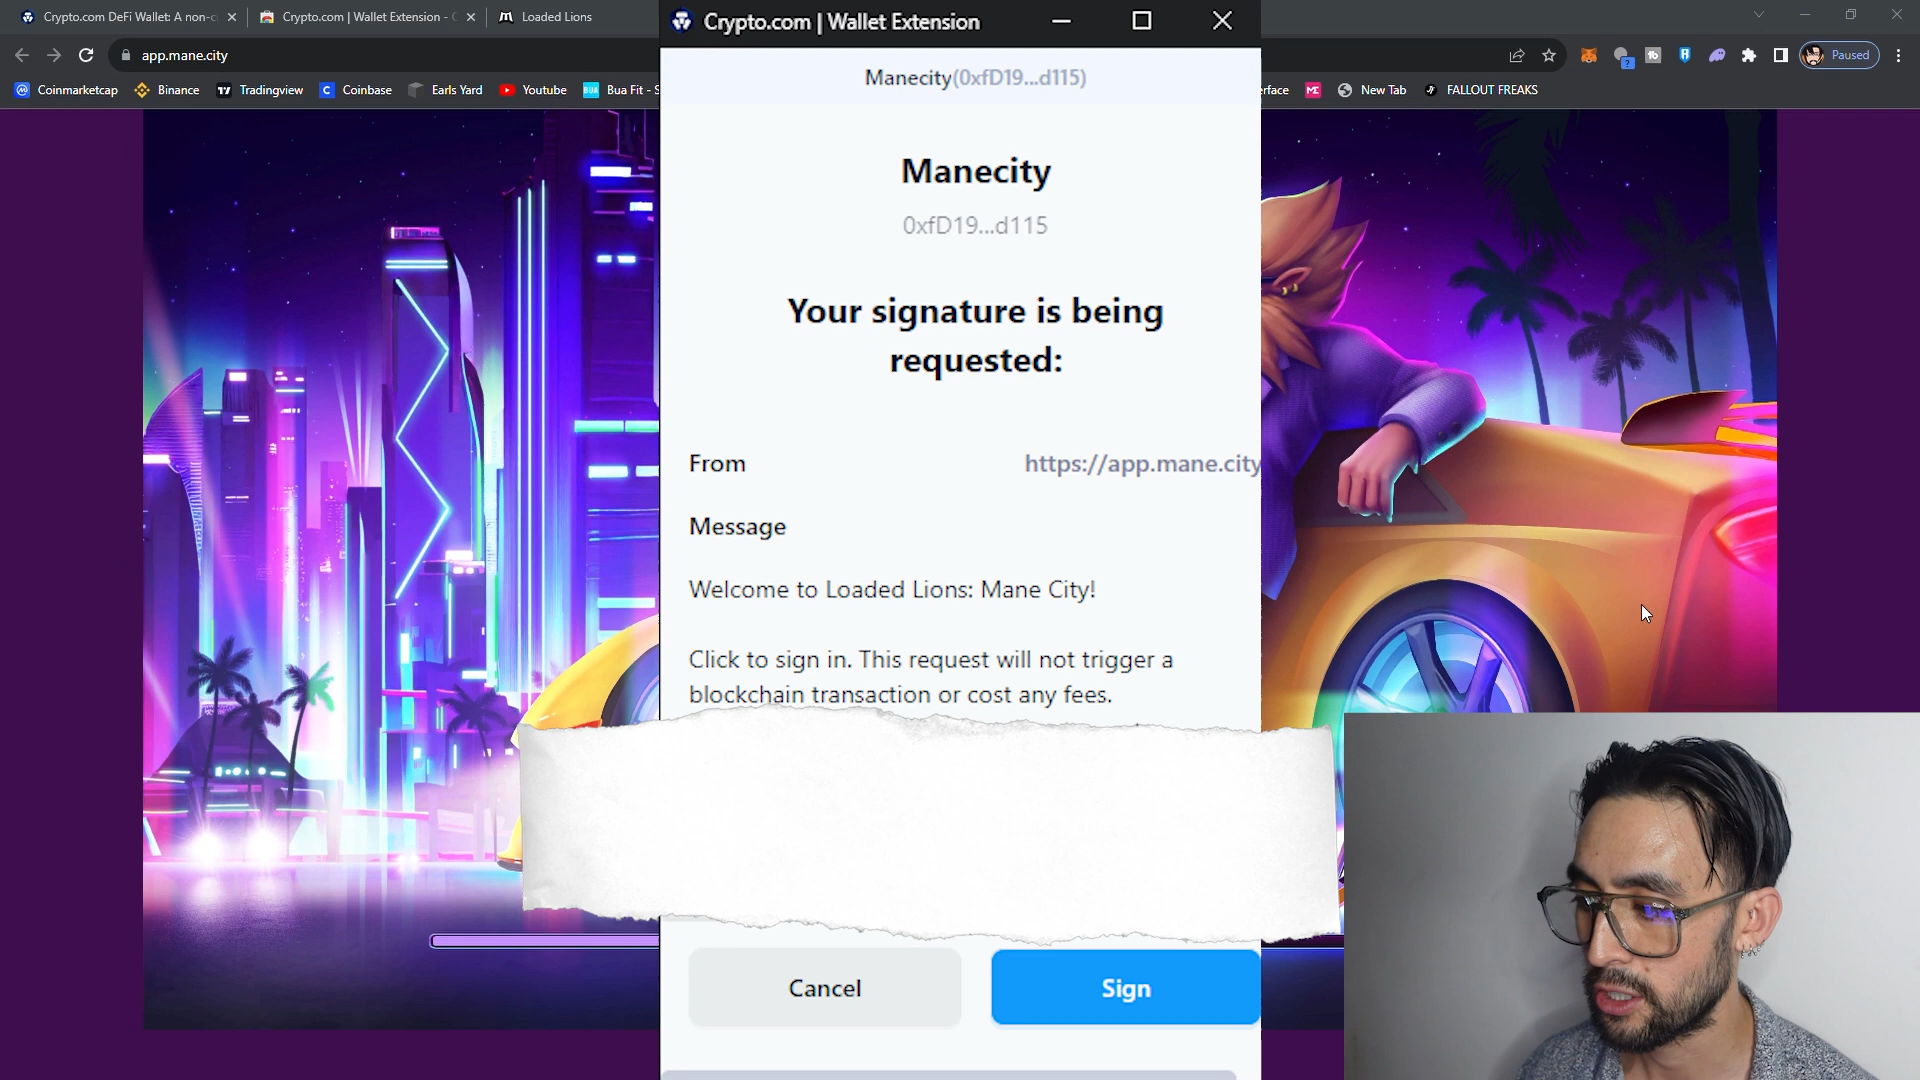 Crypto.com DeFi Wallet: A non-c
Crypto.com | Wallet Extension -
Loaded Lions
Crypto.com | Wallet Extension
app.mane.city
Paused
Coinmarketcap
Binance
Tradingview
Coinbase
Earls Yard
Youtube
Bua Fit - S
erface
New Tab
FALLOUT FREAKS
Manecity(0xfD19...d115)
Manecity
0xfD19...d115
Your signature is being
requested:
From https://app.mane.city
Message
Welcome to Loaded Lions: Mane City!
Click to sign in. This request will not trigger a
blockchain transaction or cost any fees.
Cancel
Sign